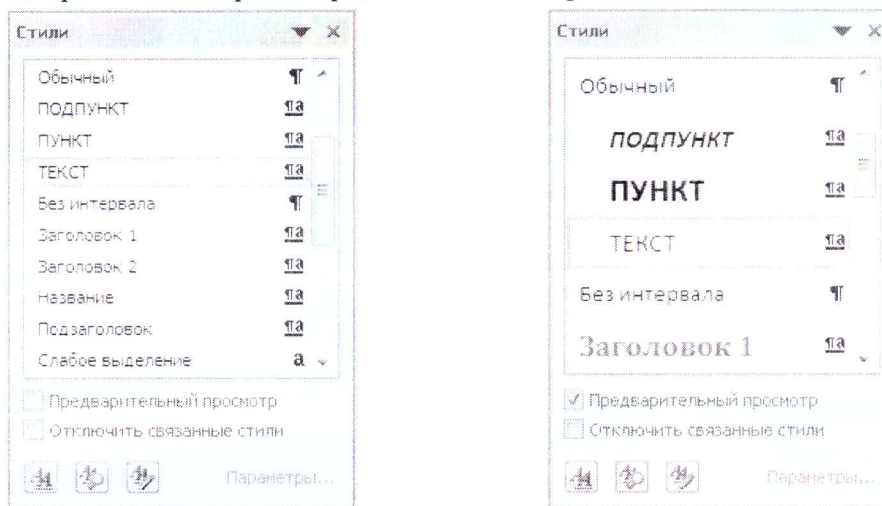 Стили
Обычный ¶
ПОДПУНКТ ¶a
ПУНКТ ¶a
ТЕКСТ ¶a
Без интервала ¶
Заголовок 1 ¶a
Заголовок 2 ¶a
Название ¶a
Подзаголовок ¶a
Слабое выделение a
Предварительный просмотр
Отключить связанные стили
Параметры...
Стили
Обычный ¶
ПОДПУНКТ ¶a
ПУНКТ ¶a
ТЕКСТ ¶a
Без интервала ¶
Заголовок 1 ¶a
Предварительный просмотр
Отключить связанные стили
Параметры...